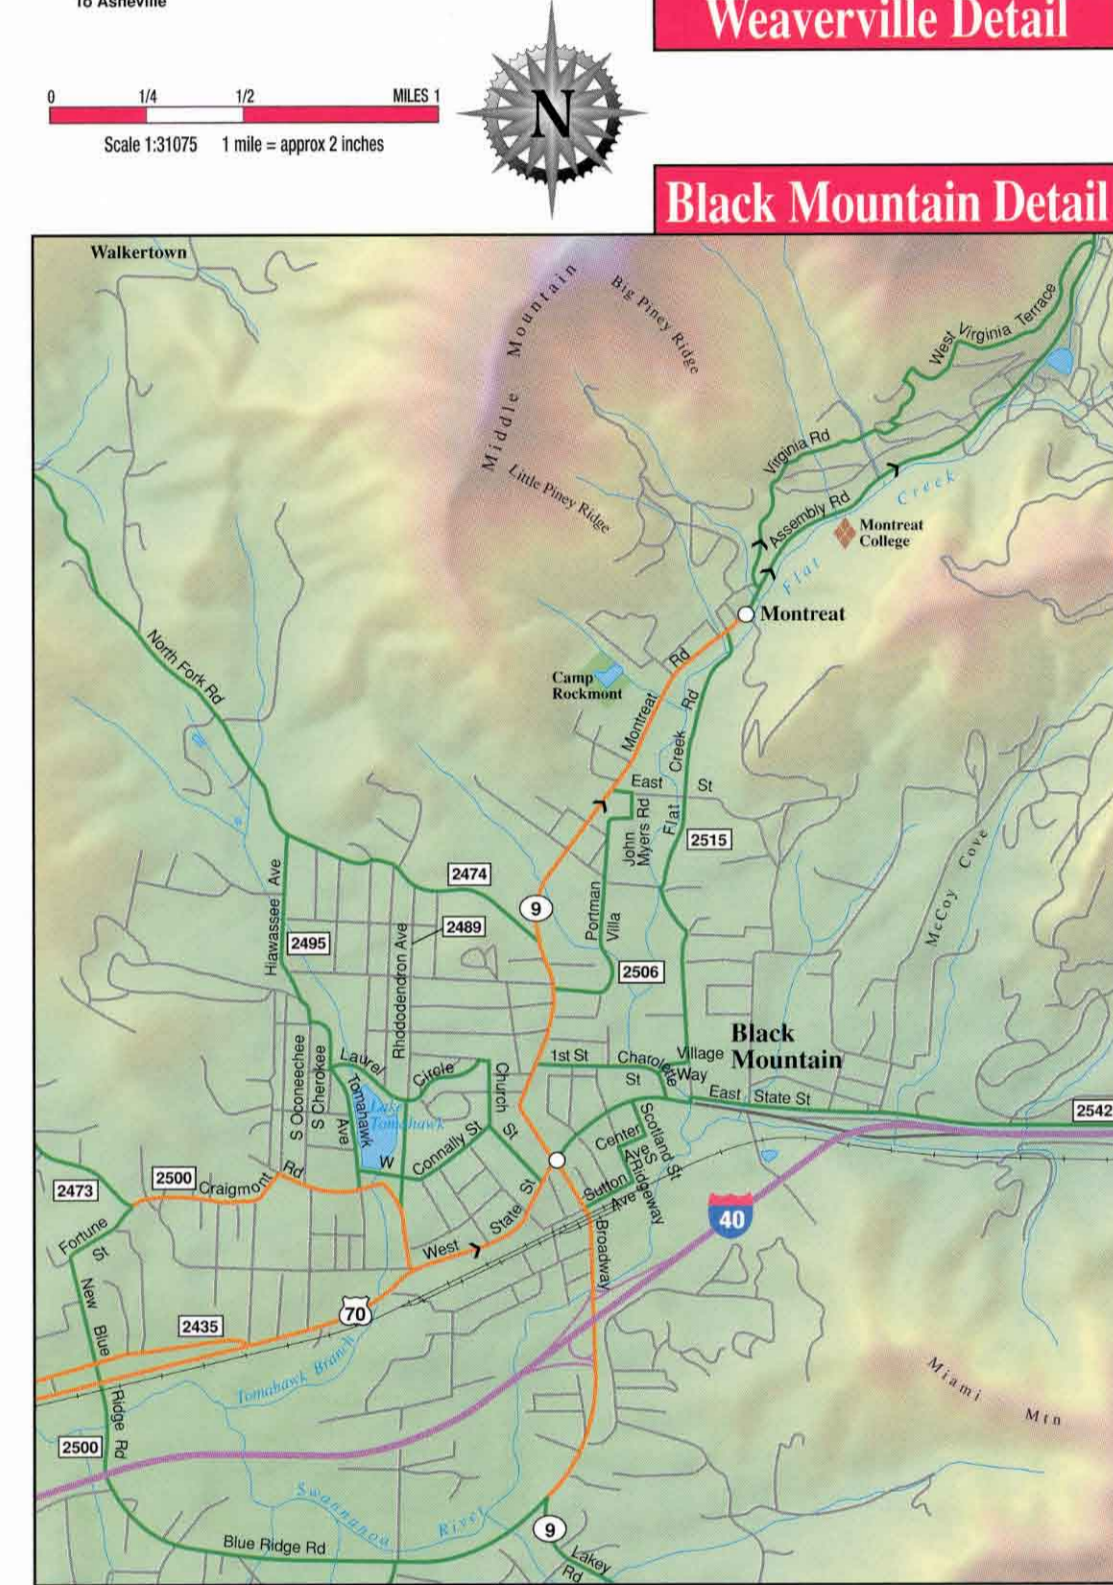 To Asheville
Weaverville Detail
0 1/4 1/2 MILES 1
Scale 1:31075 1 mile = approx 2 inches
N
Black Mountain Detail
Walkertown
Middle Mountain
Big Piney Ridge
Little Piney Ridge
West Virginia Terrace
Virginia Rd
Assembly Rd
Flat Creek
Montreat
College
Montreat
North Fork Rd
Camp
Rockmont
Montreat Rd
Flat Creek Rd
East St
John
Myers Rd
2515
McCoy Cove
2474
9
Portman
Villa
Hiawassee Ave
2489
2495
Rhododendron Ave
2506
Black
Mountain
1st St
Charolette
St
Village
Way
East State St
2542
S Oconeechee
S Cherokee
Laurel Circle
Tomahawk
Ave
Lake
Tomahawk
Church St
W Connally St
Center
Ave
Scotland St
S Ridgeway
Sutton
Ave
2473
2500
Craigmont Rd
40
Fortune
St
West State St
Broadway
70
New Blue Ridge Rd
2435
Tomahawk Branch
Miami Mtn
2500
Swannanoa River
Blue Ridge Rd
9
Lakey
Rd